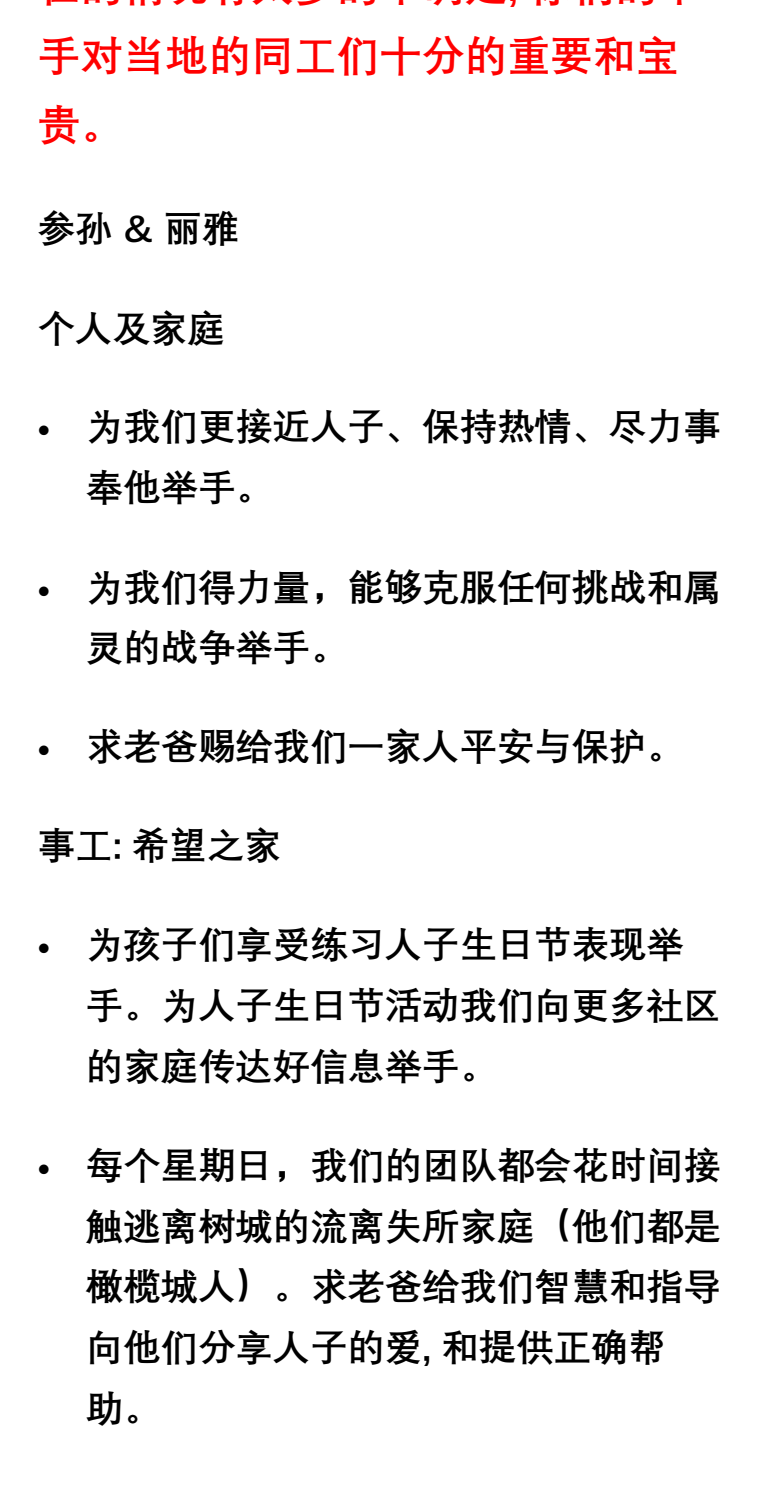 手对当地的同工们十分的重要和宝
贵。
参孙 & 丽雅
个人及家庭
• 为我们更接近人子、保持热情、尽力事
奉他举手。
• 为我们得力量，能够克服任何挑战和属
灵的战争举手。
• 求老爸赐给我们一家人平安与保护。
事工: 希望之家
• 为孩子们享受练习人子生日节表现举
手。为人子生日节活动我们向更多社区
的家庭传达好信息举手。
• 每个星期日，我们的团队都会花时间接
触逃离树城的流离失所家庭（他们都是
橄榄城人）。求老爸给我们智慧和指导
向他们分享人子的爱, 和提供正确帮
助。